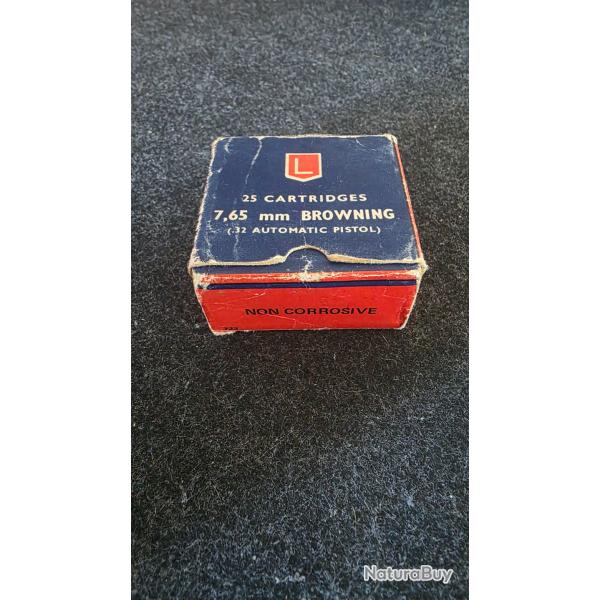 L
25 CARTRIDGES
7,65 mm BROWNING
(.32 AUTOMATIC PISTOL)
NON CORROSIVE
NaturaBuy